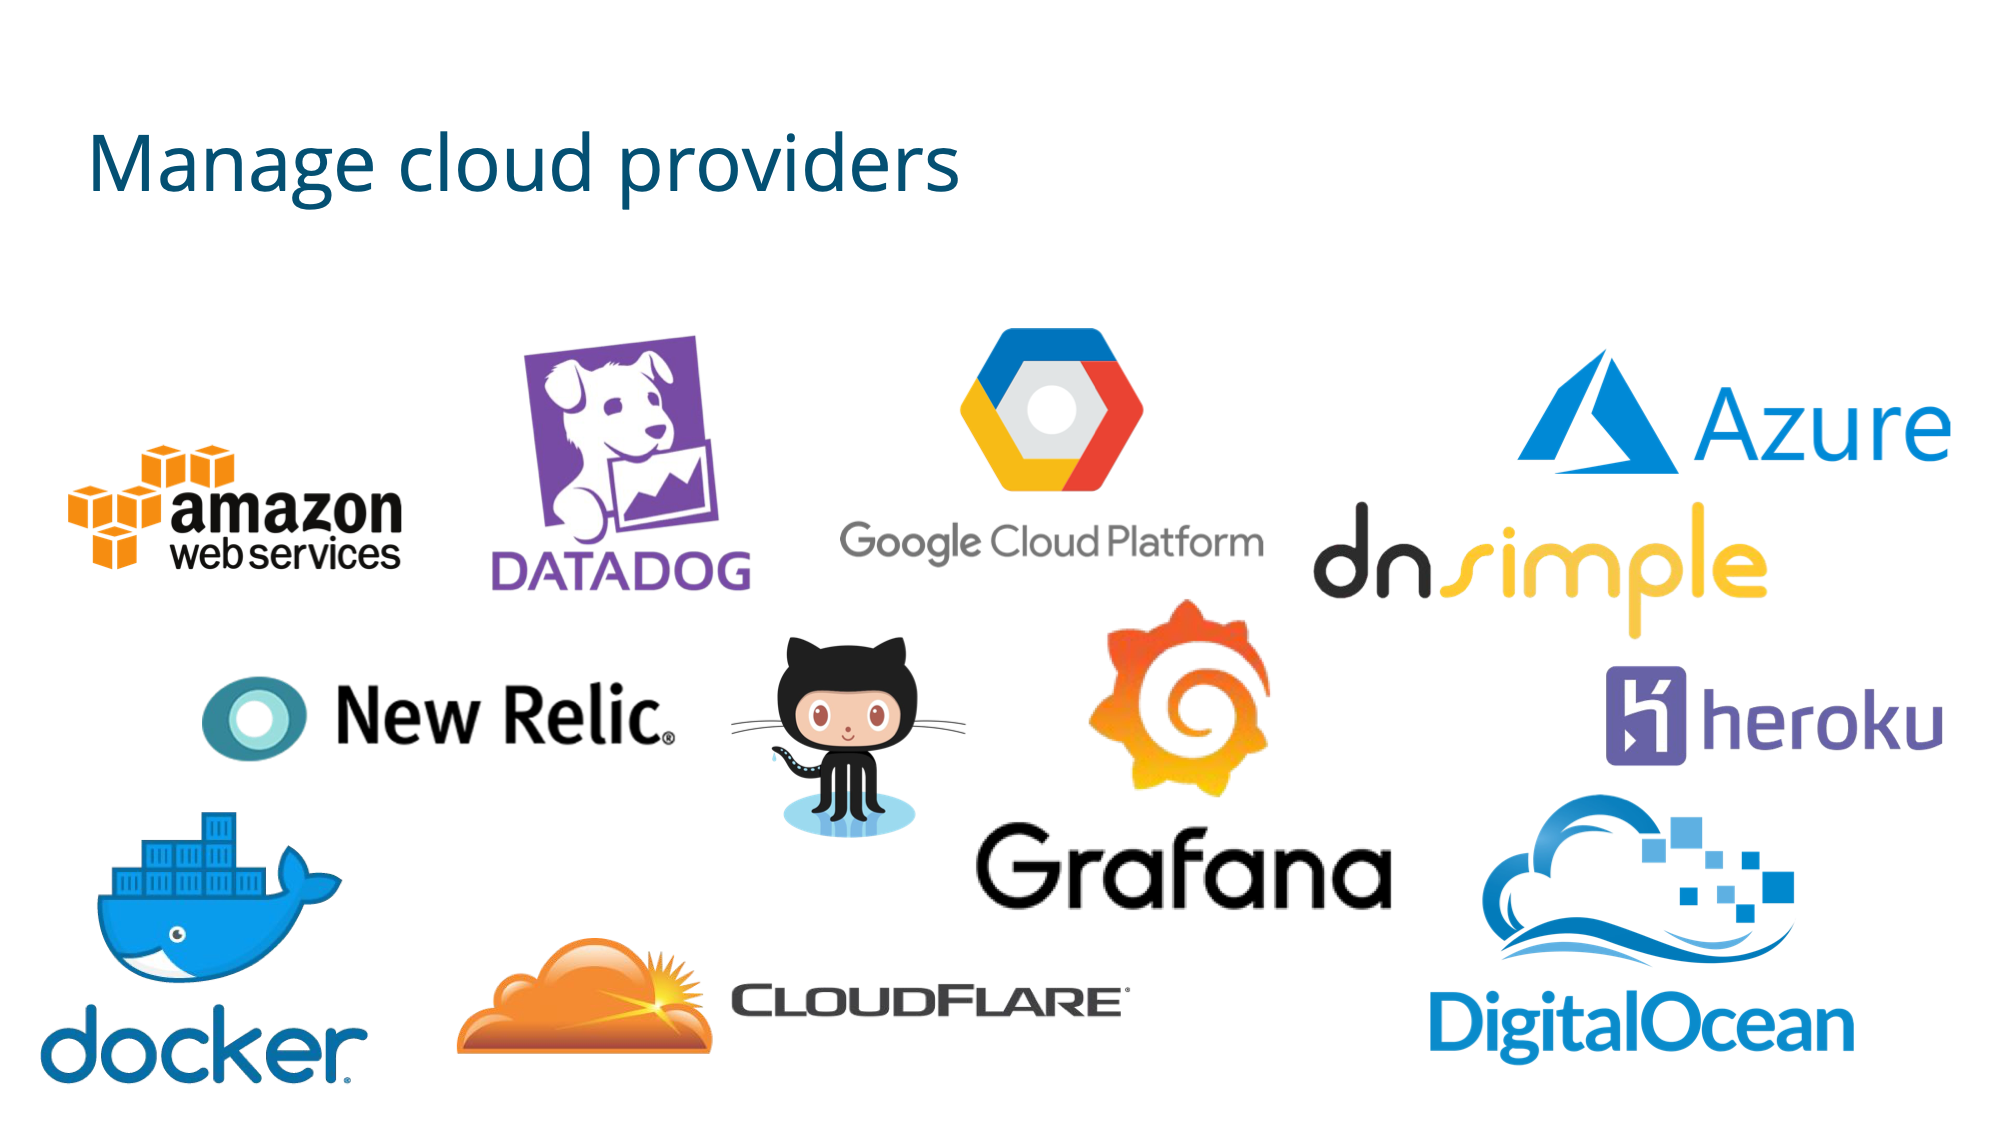 Manage cloud providers
amazon
web services
DATADOG
Google Cloud Platform
Azure
dnsimple
New Relic®
heroku
Grafana
docker®
CLOUDFLARE®
DigitalOcean